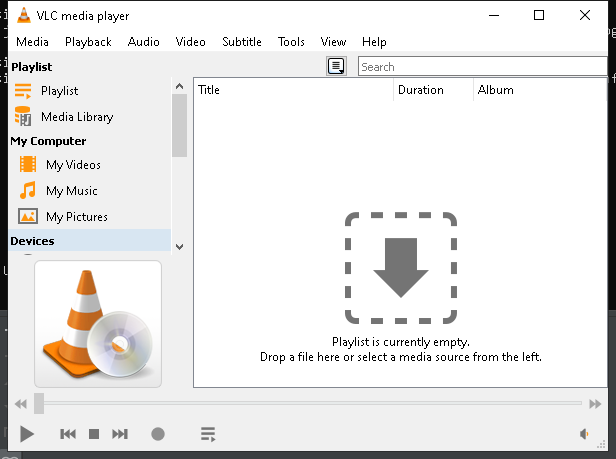 VLC media player
Media Playback Audio Video Subtitle Tools View Help
Playlist
Search
Playlist
Media Library
My Computer
My Videos
My Music
My Pictures
Devices
Title Duration Album
Playlist is currently empty.
Drop a file here or select a media source from the left.